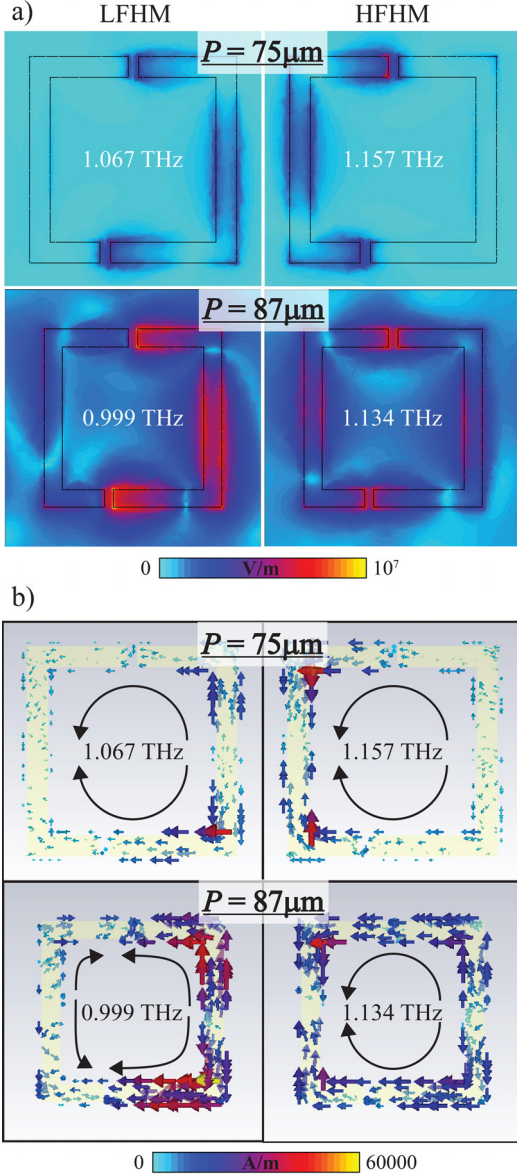 a)
LFHM
HFHM
P = 75µm
1.067 THz
1.157 THz
P = 87µm
0.999 THz
1.134 THz
0
V/m
10⁷
b)
P = 75µm
1.067 THz
1.157 THz
P = 87µm
0.999 THz
1.134 THz
0
A/m
60000